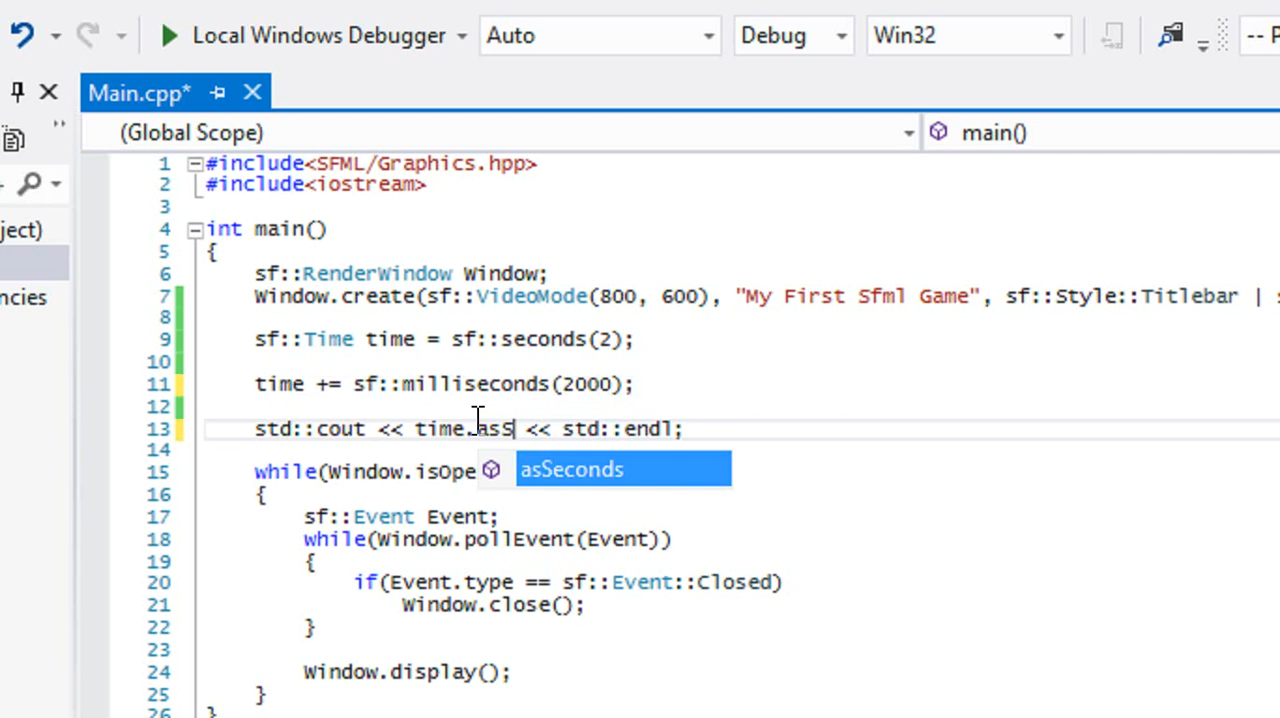 Local Windows Debugger Auto Debug Win32 -- P
Main.cpp*
(Global Scope) main()
1 #include<SFML/Graphics.hpp>
2 #include<iostream>
3
ject) 4 int main()
5 {
6 sf::RenderWindow Window;
ncies 7 Window.create(sf::VideoMode(800, 600), "My First Sfml Game", sf::Style::Titlebar | s
8
9 sf::Time time = sf::seconds(2);
10
11 time += sf::milliseconds(2000);
12
13 std::cout << time.asS << std::endl;
14 asSeconds
15 while(Window.isOpe
16 {
17 sf::Event Event;
18 while(Window.pollEvent(Event))
19 {
20 if(Event.type == sf::Event::Closed)
21 Window.close();
22 }
23
24 Window.display();
25 }
26 }